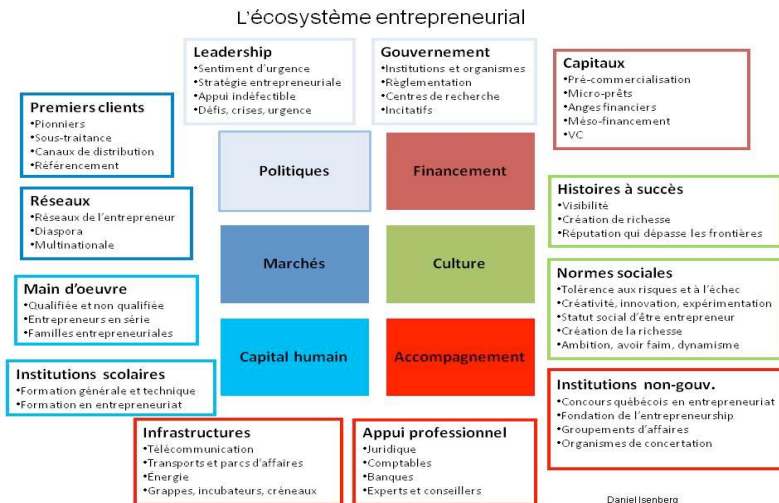 L'écosystème entrepreneurial
Leadership
•Sentiment d'urgence
•Stratégie entrepreneuriale
•Appui indéfectible
•Défis, crises, urgence
Gouvernement
•Institutions et organismes
•Règlementation
•Centres de recherche
•Incitatifs
Capitaux
•Pré-commercialisation
•Micro-prêts
•Anges financiers
•Méso-financement
•VC
Premiers clients
•Pionniers
•Sous-traitance
•Canaux de distribution
•Référencement
Politiques
Financement
Réseaux
•Réseaux de l'entrepreneur
•Diaspora
•Multinationale
Histoires à succès
•Visibilité
•Création de richesse
•Réputation qui dépasse les frontières
Marchés
Culture
Main d'oeuvre
•Qualifiée et non qualifiée
•Entrepreneurs en série
•Familles entrepreneuriales
Normes sociales
•Tolérence aux risques et à l'échec
•Créativité, innovation, expérimentation
•Statut social d'être entrepreneur
•Création de la richesse
•Ambition, avoir faim, dynamisme
Capital humain
Accompagnement
Institutions scolaires
•Formation générale et technique
•Formation en entrepreneuriat
Institutions non-gouv.
•Concours québécois en entrepreneuriat
•Fondation de l'entrepreneurship
•Groupements d'affaires
•Organismes de concertation
Infrastructures
•Télécommunication
•Transports et parcs d'affaires
•Énergie
•Grappes, incubateurs, créneaux
Appui professionnel
•Juridique
•Comptables
•Banques
•Experts et conseillers
Daniel Isenberg